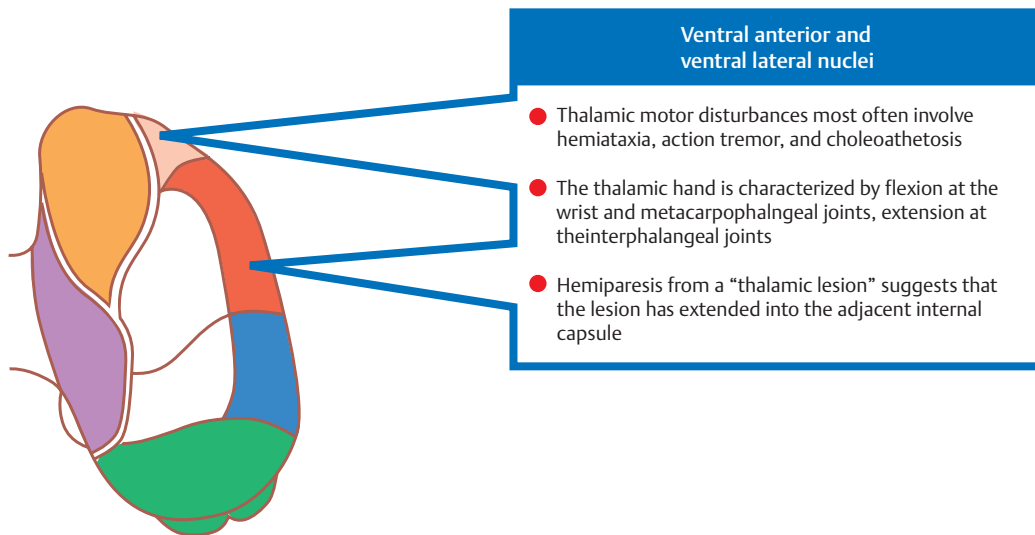 Ventral anterior and
ventral lateral nuclei
Thalamic motor disturbances most often involve
hemiataxia, action tremor, and choleoathetosis
The thalamic hand is characterized by flexion at the
wrist and metacarpophalngeal joints, extension at
theinterphalangeal joints
Hemiparesis from a “thalamic lesion” suggests that
the lesion has extended into the adjacent internal
capsule